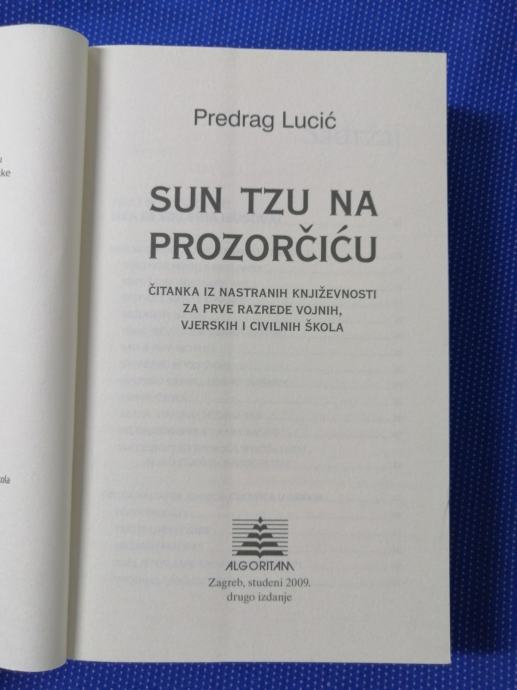 Predrag Lucić
SUN TZU NA
PROZORČIĆU
ČITANKA IZ NASTRANIH KNJIŽEVNOSTI
ZA PRVE RAZREDE VOJNIH,
VJERSKIH I CIVILNIH ŠKOLA
ALGORITAM
Zagreb, studeni 2009.
drugo izdanje